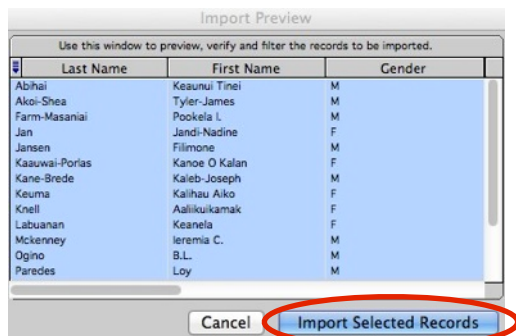 Import Preview
Use this window to preview, verify and filter the records to be imported.
Last Name First Name Gender
Abihai Keaunui Tinei M
Akoi-Shea Tyler-James M
Farm-Masaniai Pookela I. M
Jan Jandi-Nadine F
Jansen Filimone M
Kaauwai-Porlas Kanoe O Kalan F
Kane-Brede Kaleb-Joseph M
Keuma Kalihau Aiko F
Knell Aaliikuikamak F
Labuanan Keanela F
Mckenney Ieremia C. M
Ogino B.L. M
Paredes Loy M
Cancel Import Selected Records